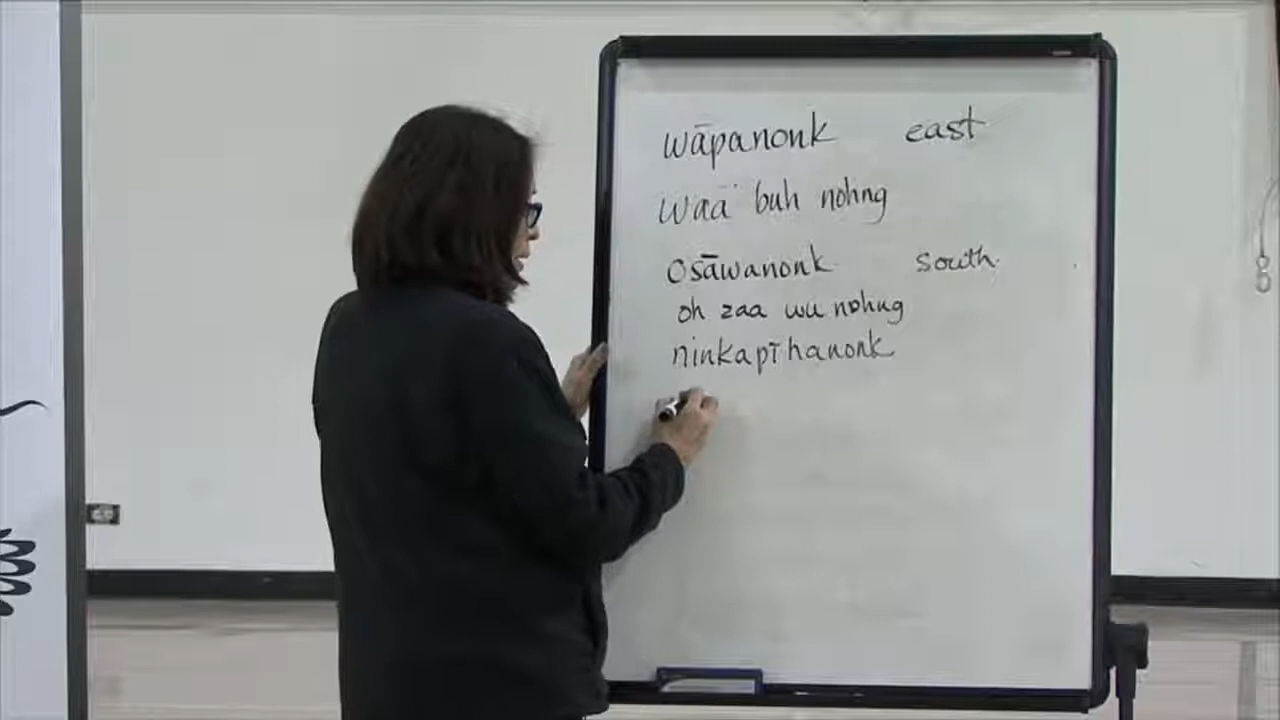 wāpanonk east
waa buh nohng
osāwanonk south
oh zaa wu nohng
ninkapīhanonk